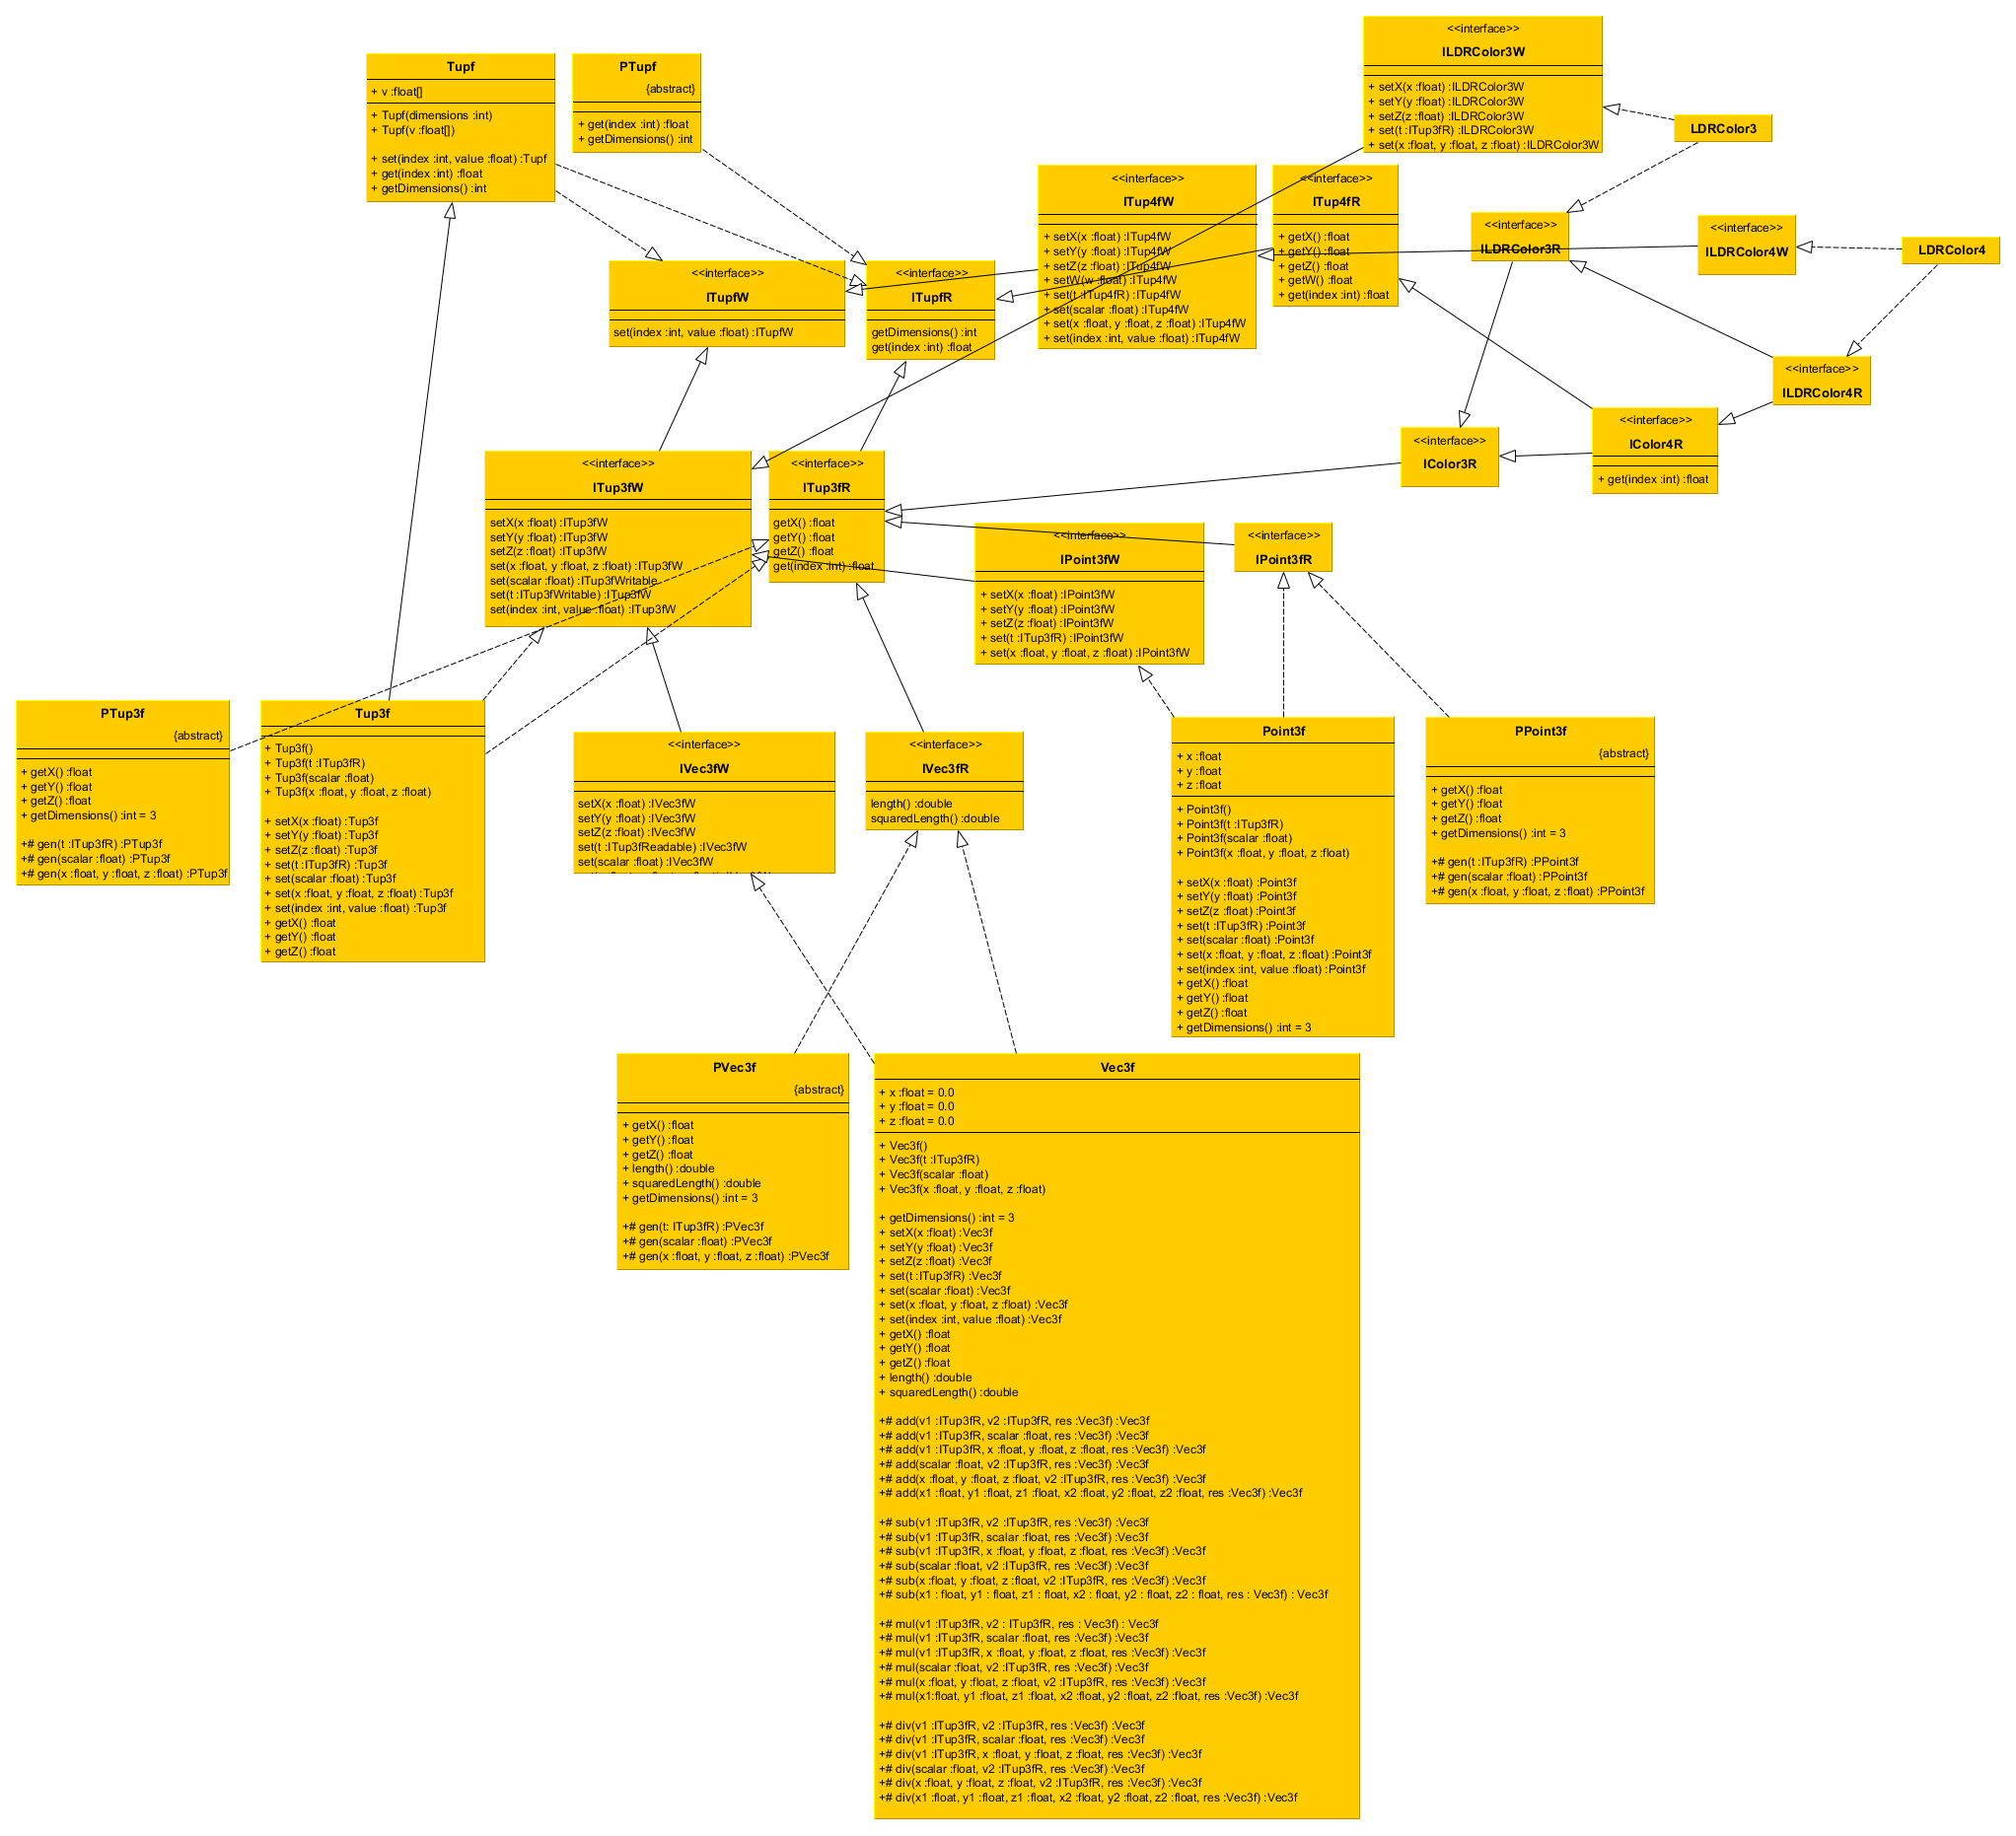 Tupf
+ v :float[]
+ Tupf(dimensions :int)
+ Tupf(v :float[])
+ set(index :int, value :float) :Tupf
+ get(index :int) :float
+ getDimensions() :int
PTupf
{abstract}
+ get(index :int) :float
+ getDimensions() :int
<<interface>>
ILDRColor3W
+ setX(x :float) :ILDRColor3W
+ setY(y :float) :ILDRColor3W
+ setZ(z :float) :ILDRColor3W
+ set(t :ITup3fR) :ILDRColor3W
+ set(x :float, y :float, z :float) :ILDRColor3W
LDRColor3
<<interface>>
ITup4fW
+ setX(x :float) :ITup4fW
+ setY(y :float) :ITup4fW
+ setZ(z :float) :ITup4fW
+ setW(w :float) :ITup4fW
+ set(t :ITup4fR) :ITup4fW
+ set(scalar :float) :ITup4fW
+ set(x :float, y :float, z :float) :ITup4fW
+ set(index :int, value :float) :ITup4fW
<<interface>>
ITup4fR
+ getX() :float
+ getY() :float
+ getZ() :float
+ getW() :float
+ get(index :int) :float
<<interface>>
ILDRColor3R
<<interface>>
ILDRColor4W
LDRColor4
<<interface>>
ITupfW
set(index :int, value :float) :ITupfW
<<interface>>
ITupfR
getDimensions() :int
get(index :int) :float
<<interface>>
ILDRColor4R
<<interface>>
IColor3R
<<interface>>
IColor4R
+ get(index :int) :float
<<interface>>
ITup3fW
setX(x :float) :ITup3fW
setY(y :float) :ITup3fW
setZ(z :float) :ITup3fW
set(x :float, y :float, z :float) :ITup3fW
set(scalar :float) :ITup3fWritable
set(t :ITup3fWritable) :ITup3fW
set(index :int, value :float) :ITup3fW
<<interface>>
ITup3fR
getX() :float
getY() :float
getZ() :float
get(index :int) :float
<<interface>>
IPoint3fW
+ setX(x :float) :IPoint3fW
+ setY(y :float) :IPoint3fW
+ setZ(z :float) :IPoint3fW
+ set(t :ITup3fR) :IPoint3fW
+ set(x :float, y :float, z :float) :IPoint3fW
<<interface>>
IPoint3fR
PTup3f
{abstract}
+ getX() :float
+ getY() :float
+ getZ() :float
+ getDimensions() :int = 3
+# gen(t :ITup3fR) :PTup3f
+# gen(scalar :float) :PTup3f
+# gen(x :float, y :float, z :float) :PTup3f
Tup3f
+ Tup3f()
+ Tup3f(t :ITup3fR)
+ Tup3f(scalar :float)
+ Tup3f(x :float, y :float, z :float)
+ setX(x :float) :Tup3f
+ setY(y :float) :Tup3f
+ setZ(z :float) :Tup3f
+ set(t :ITup3fR) :Tup3f
+ set(scalar :float) :Tup3f
+ set(x :float, y :float, z :float) :Tup3f
+ set(index :int, value :float) :Tup3f
+ getX() :float
+ getY() :float
+ getZ() :float
<<interface>>
IVec3fW
setX(x :float) :IVec3fW
setY(y :float) :IVec3fW
setZ(z :float) :IVec3fW
set(t :ITup3fReadable) :IVec3fW
set(scalar :float) :IVec3fW
<<interface>>
IVec3fR
length() :double
squaredLength() :double
Point3f
+ x :float
+ y :float
+ z :float
+ Point3f()
+ Point3f(t :ITup3fR)
+ Point3f(scalar :float)
+ Point3f(x :float, y :float, z :float)
+ setX(x :float) :Point3f
+ setY(y :float) :Point3f
+ setZ(z :float) :Point3f
+ set(t :ITup3fR) :Point3f
+ set(scalar :float) :Point3f
+ set(x :float, y :float, z :float) :Point3f
+ set(index :int, value :float) :Point3f
+ getX() :float
+ getY() :float
+ getZ() :float
+ getDimensions() :int = 3
PPoint3f
{abstract}
+ getX() :float
+ getY() :float
+ getZ() :float
+ getDimensions() :int = 3
+# gen(t :ITup3fR) :PPoint3f
+# gen(scalar :float) :PPoint3f
+# gen(x :float, y :float, z :float) :PPoint3f
PVec3f
{abstract}
+ getX() :float
+ getY() :float
+ getZ() :float
+ length() :double
+ squaredLength() :double
+ getDimensions() :int = 3
+# gen(t: ITup3fR) :PVec3f
+# gen(scalar :float) :PVec3f
+# gen(x :float, y :float, z :float) :PVec3f
Vec3f
+ x :float = 0.0
+ y :float = 0.0
+ z :float = 0.0
+ Vec3f()
+ Vec3f(t :ITup3fR)
+ Vec3f(scalar :float)
+ Vec3f(x :float, y :float, z :float)
+ getDimensions() :int = 3
+ setX(x :float) :Vec3f
+ setY(y :float) :Vec3f
+ setZ(z :float) :Vec3f
+ set(t :ITup3fR) :Vec3f
+ set(scalar :float) :Vec3f
+ set(x :float, y :float, z :float) :Vec3f
+ set(index :int, value :float) :Vec3f
+ getX() :float
+ getY() :float
+ getZ() :float
+ length() :double
+ squaredLength() :double
+# add(v1 :ITup3fR, v2 :ITup3fR, res :Vec3f) :Vec3f
+# add(v1 :ITup3fR, scalar :float, res :Vec3f) :Vec3f
+# add(v1 :ITup3fR, x :float, y :float, z :float, res :Vec3f) :Vec3f
+# add(scalar :float, v2 :ITup3fR, res :Vec3f) :Vec3f
+# add(x :float, y :float, z :float, v2 :ITup3fR, res :Vec3f) :Vec3f
+# add(x1 :float, y1 :float, z1 :float, x2 :float, y2 :float, z2 :float, res :Vec3f) :Vec3f
+# sub(v1 :ITup3fR, v2 :ITup3fR, res :Vec3f) :Vec3f
+# sub(v1 :ITup3fR, scalar :float, res :Vec3f) :Vec3f
+# sub(v1 :ITup3fR, x :float, y :float, z :float, res :Vec3f) :Vec3f
+# sub(scalar :float, v2 :ITup3fR, res :Vec3f) :Vec3f
+# sub(x :float, y :float, z :float, v2 :ITup3fR, res :Vec3f) :Vec3f
+# sub(x1 : float, y1 : float, z1 : float, x2 : float, y2 : float, z2 : float, res : Vec3f) : Vec3f
+# mul(v1 :ITup3fR, v2 : ITup3fR, res : Vec3f) : Vec3f
+# mul(v1 :ITup3fR, scalar :float, res :Vec3f) :Vec3f
+# mul(v1 :ITup3fR, x :float, y :float, z :float, res :Vec3f) :Vec3f
+# mul(scalar :float, v2 :ITup3fR, res :Vec3f) :Vec3f
+# mul(x :float, y :float, z :float, v2 :ITup3fR, res :Vec3f) :Vec3f
+# mul(x1:float, y1 :float, z1 :float, x2 :float, y2 :float, z2 :float, res :Vec3f) :Vec3f
+# div(v1 :ITup3fR, v2 :ITup3fR, res :Vec3f) :Vec3f
+# div(v1 :ITup3fR, scalar :float, res :Vec3f) :Vec3f
+# div(v1 :ITup3fR, x :float, y :float, z :float, res :Vec3f) :Vec3f
+# div(scalar :float, v2 :ITup3fR, res :Vec3f) :Vec3f
+# div(x :float, y :float, z :float, v2 :ITup3fR, res :Vec3f) :Vec3f
+# div(x1 :float, y1 :float, z1 :float, x2 :float, y2 :float, z2 :float, res :Vec3f) :Vec3f